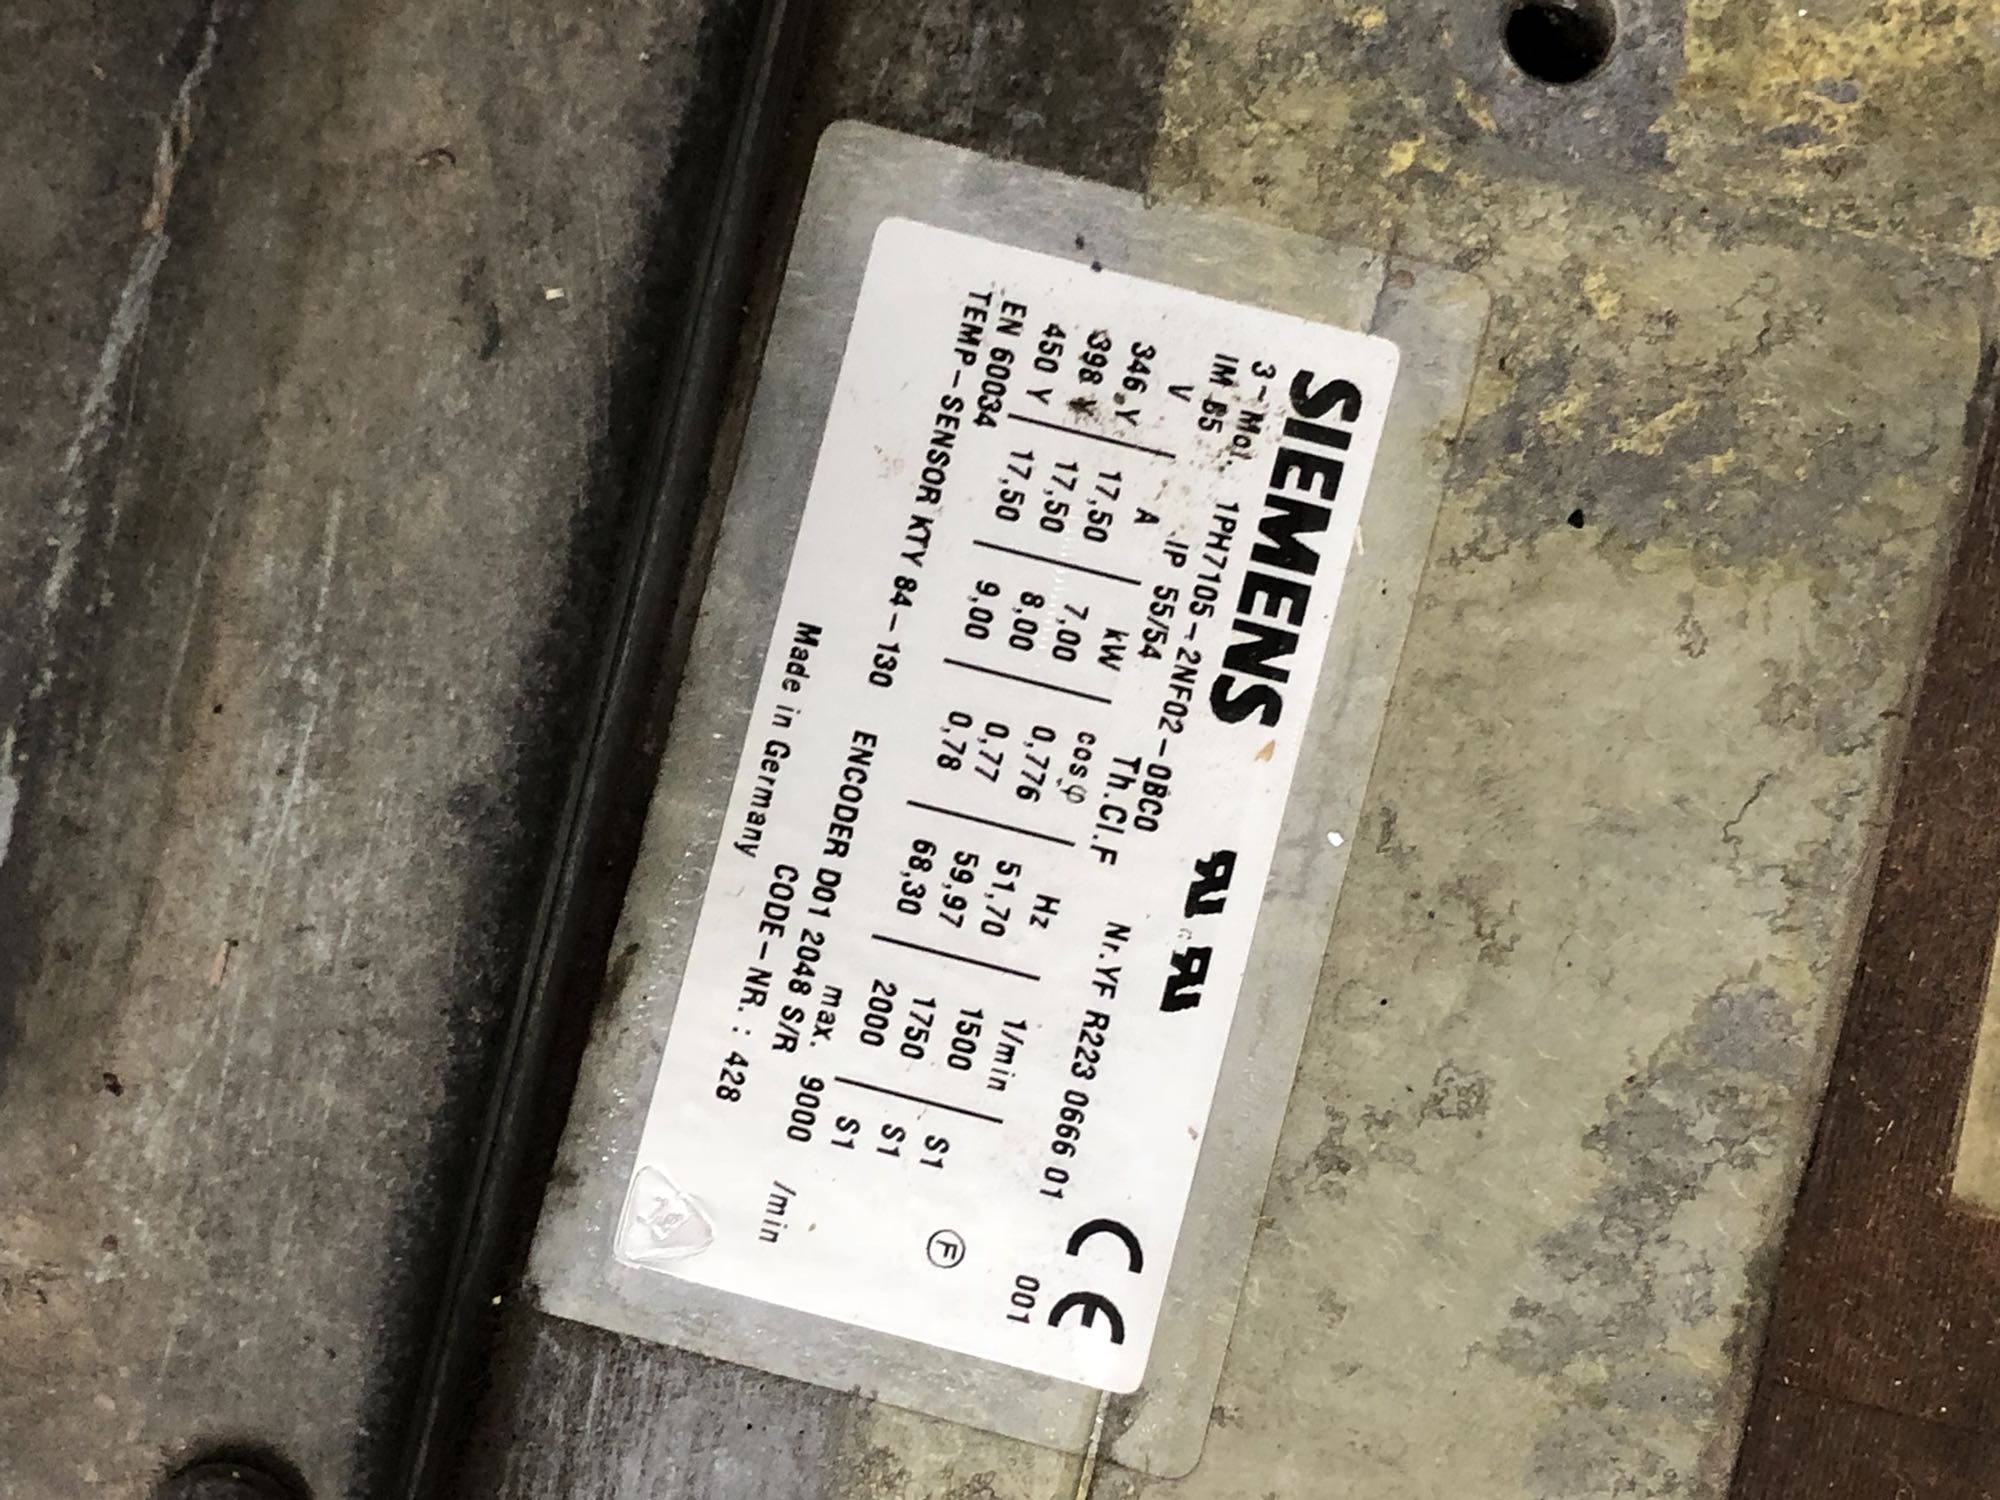 SIEMENS
3~Mot. 1PH7105-2NF02-0BC0 Nr.YF R223 0666 01 001
IM B5 IP 55/54 Th.Cl.F
V A kW cosφ Hz 1/min
346 Y 17,50 7,00 0,776 51,70 1500 S1 F
398 Y 17,50 8,00 0,77 59,97 1750 S1
450 Y 17,50 9,00 0,78 68,30 2000 S1
EN 60034 max. 9000 /min
TEMP-SENSOR KTY 84-130 ENCODER D01 2048 S/R
CODE-NR.: 428
Made in Germany
CE